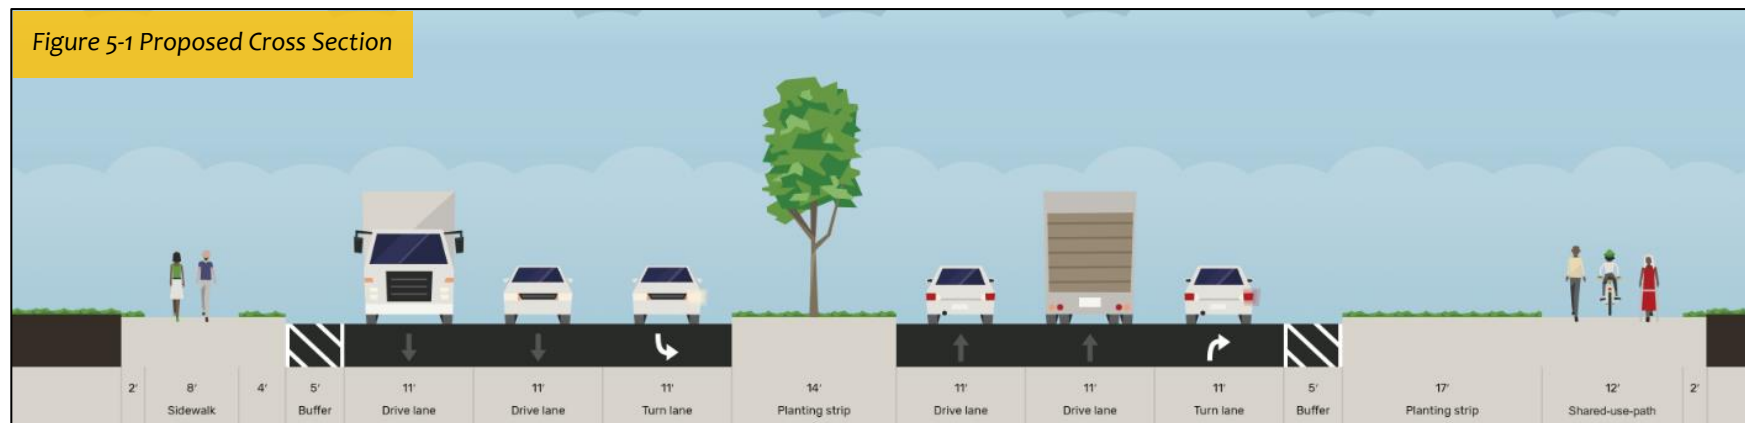 Figure 5-1 Proposed Cross Section
2' 8' 4' 5' 11' 11' 11' 14' 11' 11' 11' 5' 17' 12' 2'
Sidewalk Buffer Drive lane Drive lane Turn lane Planting strip Drive lane Drive lane Turn lane Buffer Planting strip Shared-use-path